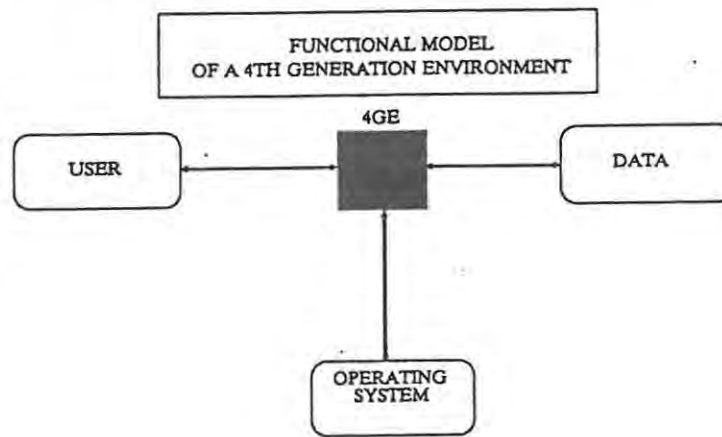 FUNCTIONAL MODEL
OF A 4TH GENERATION ENVIRONMENT
4GE
USER
DATA
OPERATING
SYSTEM